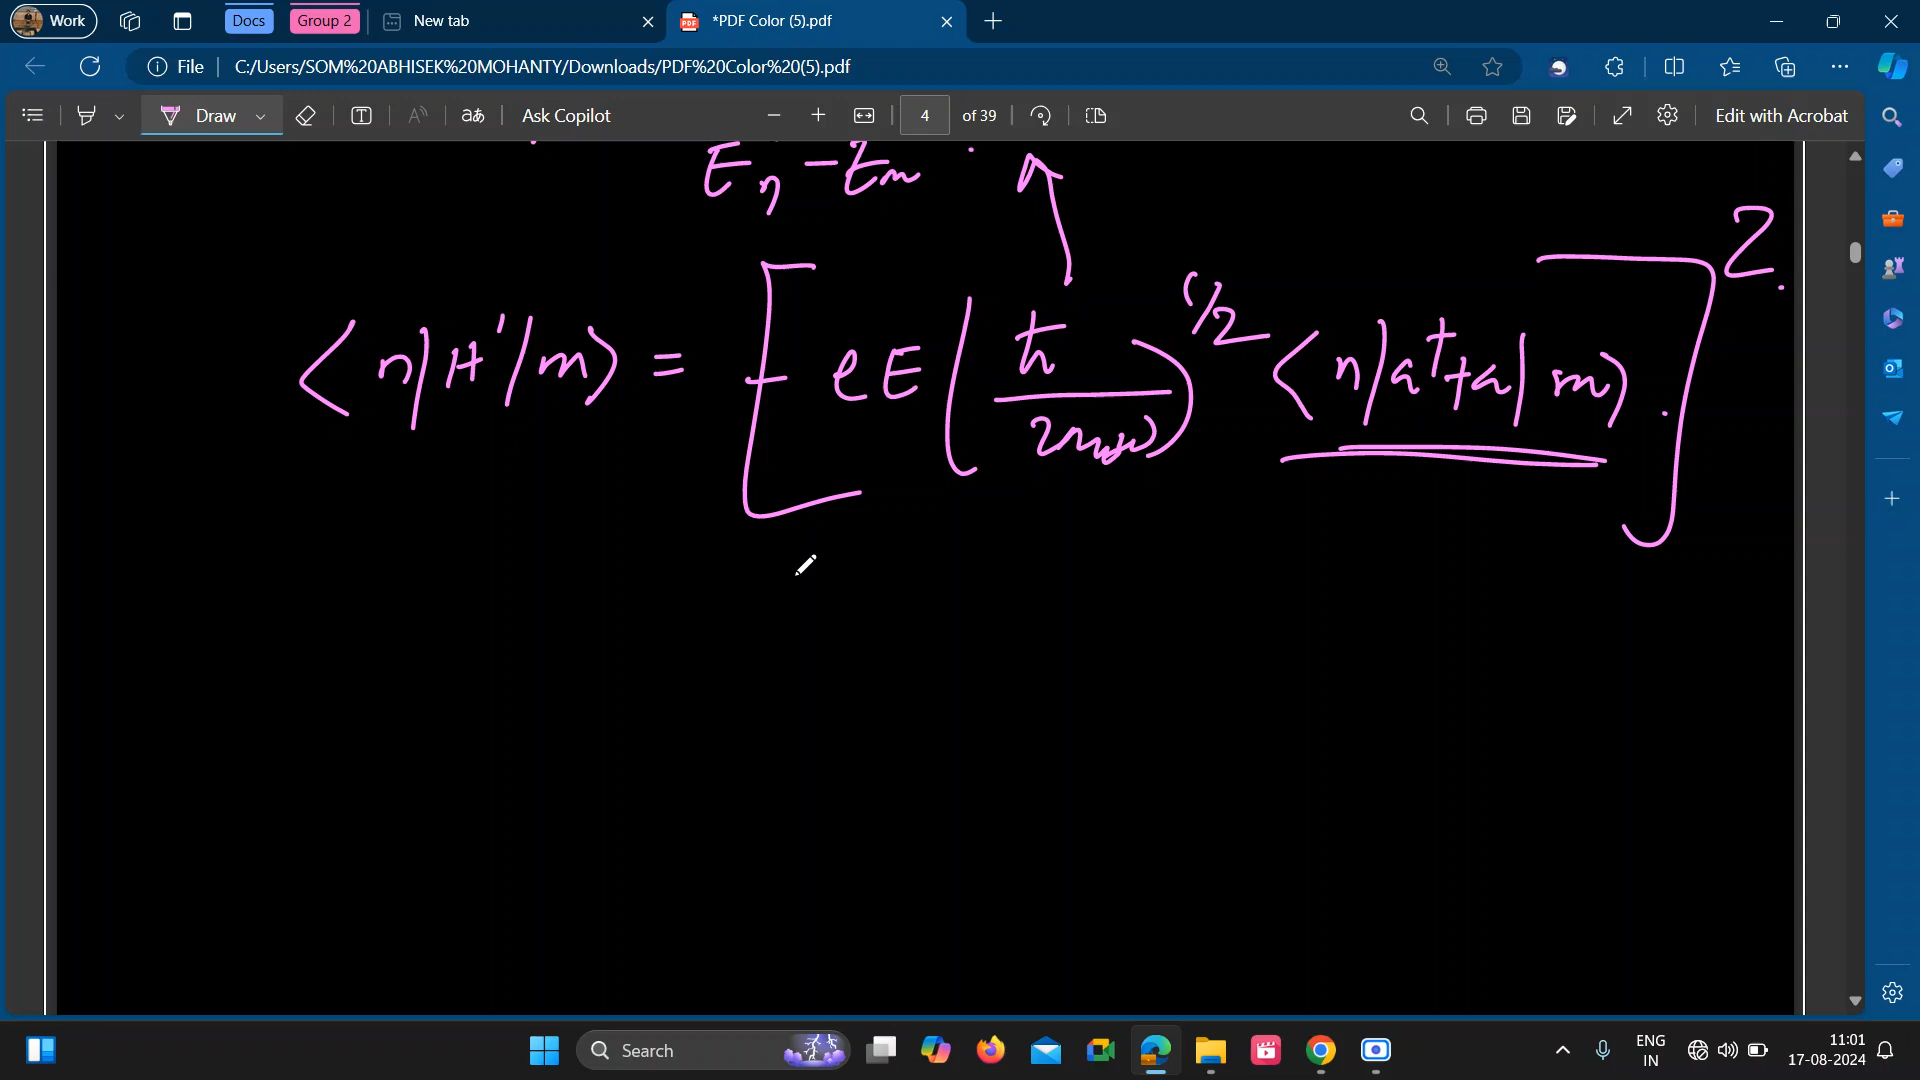 Work
Docs
Group 2
New tab
*PDF Color (5).pdf
File
C:/Users/SOM%20ABHISEK%20MOHANTY/Downloads/PDF%20Color%20(5).pdf
Draw
aあ
Ask Copilot
4
of 39
Edit with Acrobat
Eₙ - Eₘ .
⟨n|H'|m⟩ = [- eE (ħ/2mω)^1/2 ⟨n|a†+a|m⟩.]^2.
Search
ENG
IN
11:01
17-08-2024